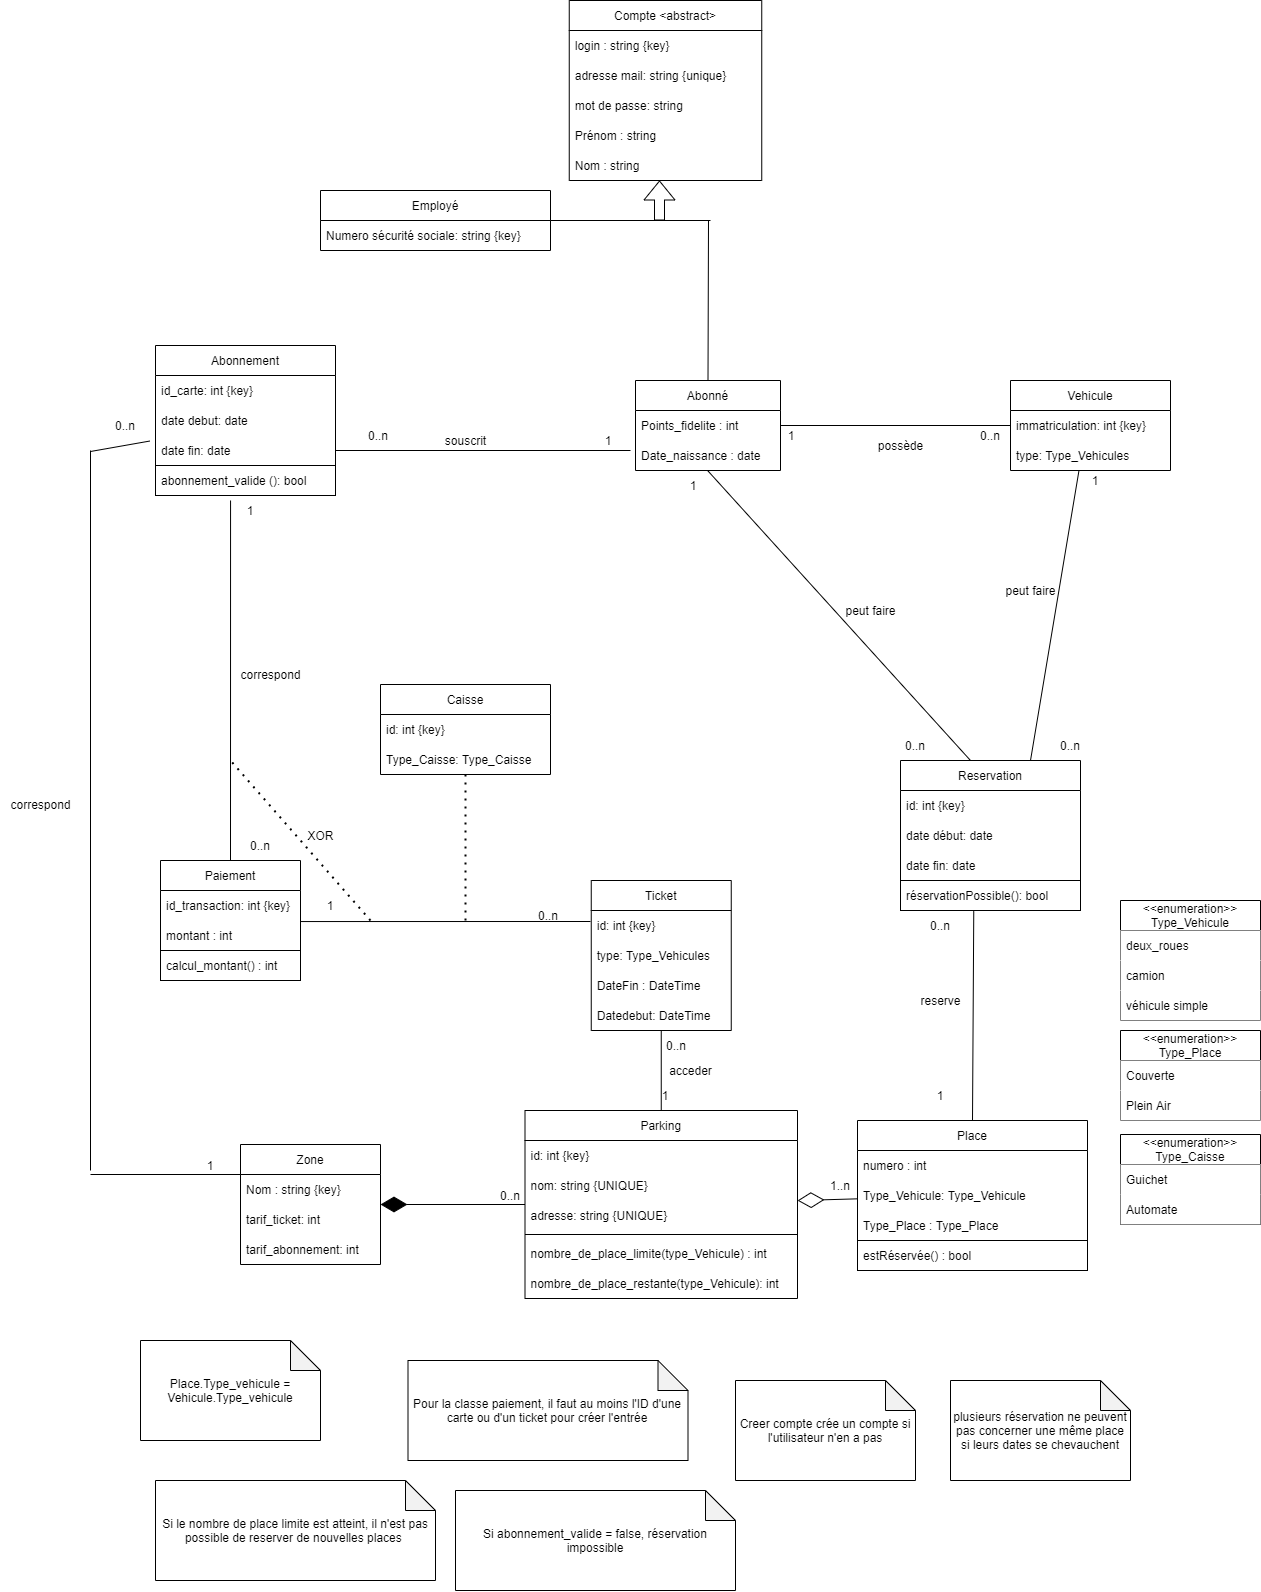 Compte <abstract>
login : string {key}
adresse mail: string {unique}
mot de passe: string
Prénom : string
Nom : string
Employé
Numero sécurité sociale: string {key}
Abonnement
id_carte: int {key}
date debut: date
date fin: date
abonnement_valide (): bool
0..n
0..n
souscrit
1
1
Abonné
Points_fidelite : int
Date_naissance : date
1
possède
0..n
1
Vehicule
immatriculation: int {key}
type: Type_Vehicules
1
peut faire
peut faire
correspond
Caisse
id: int {key}
Type_Caisse: Type_Caisse
0..n
0..n
Reservation
id: int {key}
date début: date
date fin: date
réservationPossible(): bool
correspond
XOR
0..n
Paiement
id_transaction: int {key}
montant : int
calcul_montant() : int
1
0..n
Ticket
id: int {key}
type: Type_Vehicules
DateFin : DateTime
Datedebut: DateTime
0..n
reserve
1
<<enumeration>>
Type_Vehicule
deux_roues
camion
véhicule simple
<<enumeration>>
Type_Place
Couverte
Plein Air
<<enumeration>>
Type_Caisse
Guichet
Automate
0..n
acceder
1
1
Zone
Nom : string {key}
tarif_ticket: int
tarif_abonnement: int
0..n
Parking
id: int {key}
nom: string {UNIQUE}
adresse: string {UNIQUE}
nombre_de_place_limite(type_Vehicule) : int
nombre_de_place_restante(type_Vehicule): int
1..n
Place
numero : int
Type_Vehicule: Type_Vehicule
Type_Place : Type_Place
estRéservée() : bool
Place.Type_vehicule =
Vehicule.Type_vehicule
Pour la classe paiement, il faut au moins l'ID d'une
carte ou d'un ticket pour créer l'entrée
Creer compte crée un compte si
l'utilisateur n'en a pas
plusieurs réservation ne peuvent
pas concerner une même place
si leurs dates se chevauchent
Si le nombre de place limite est atteint, il n'est pas
possible de reserver de nouvelles places
Si abonnement_valide = false, réservation
impossible